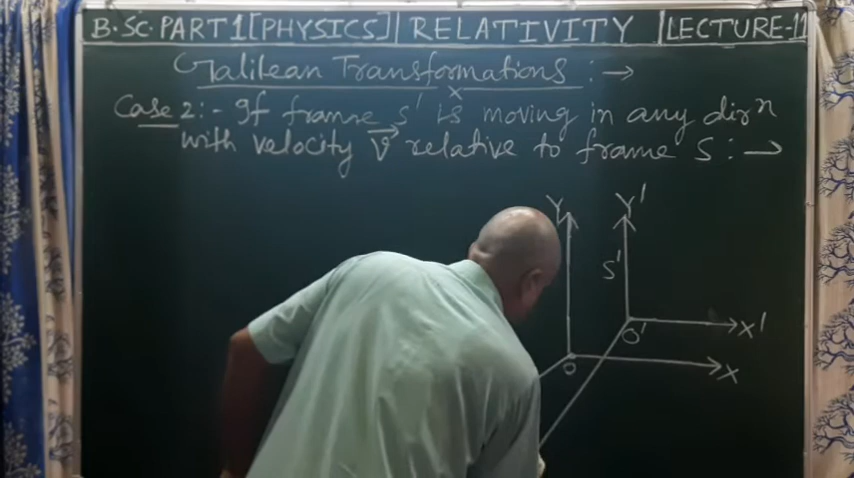 B.SC. PART 1 [PHYSICS] | RELATIVITY | LECTURE-11
Galilean Transformations :→
Case 2:- If frame S' is moving in any dirⁿ
with velocity v⃗ relative to frame S :→
Y Y'
S'
O' X'
O X